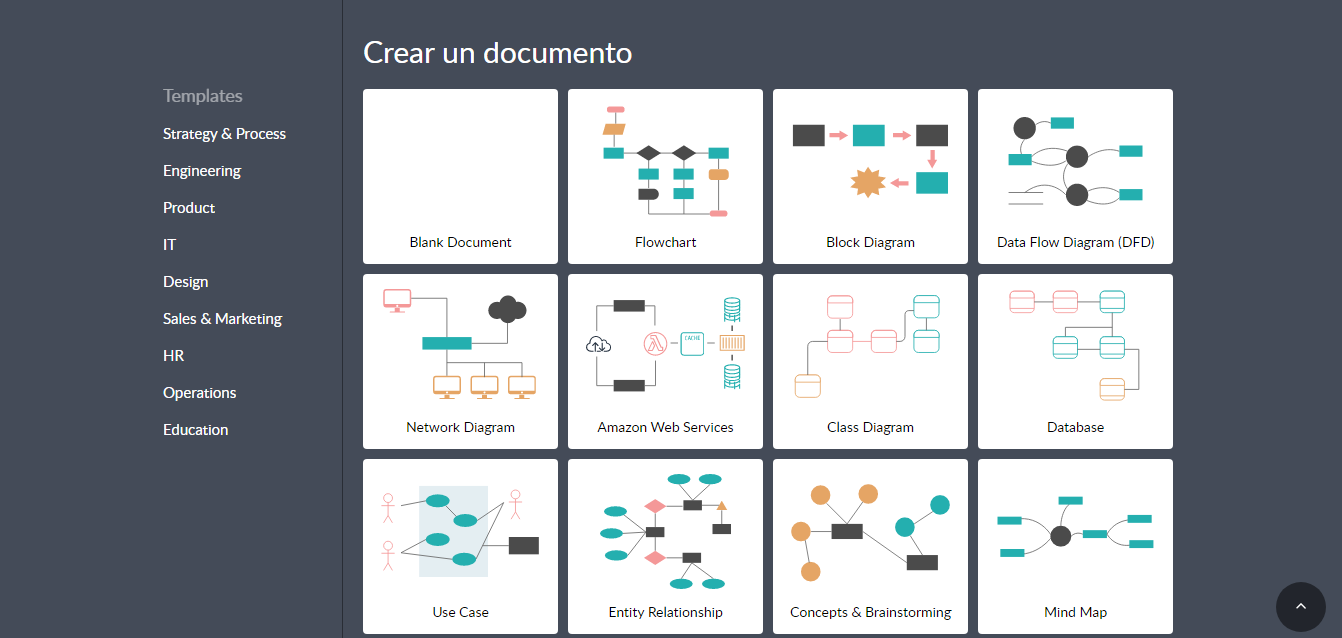 Crear un documento
Templates
Strategy & Process
Engineering
Product
IT
Design
Sales & Marketing
HR
Operations
Education
Blank Document
Flowchart
Block Diagram
Data Flow Diagram (DFD)
Network Diagram
CACHE
Amazon Web Services
Class Diagram
Database
Use Case
Entity Relationship
Concepts & Brainstorming
Mind Map